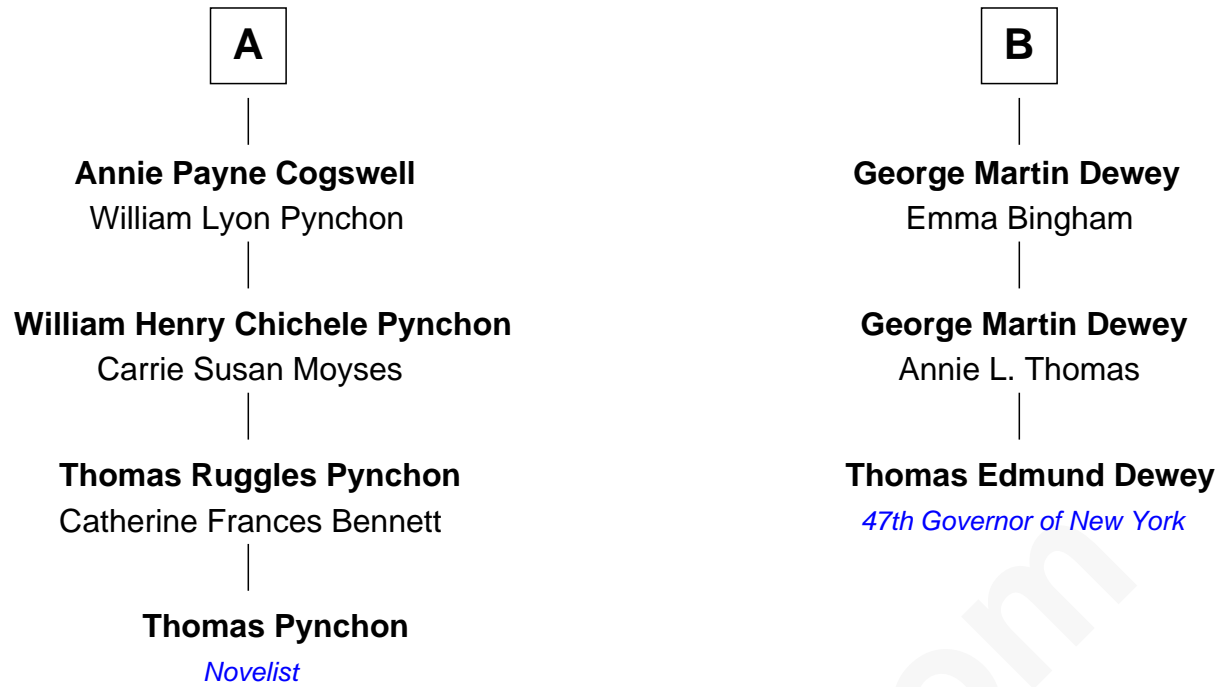 A
Annie Payne Cogswell
William Lyon Pynchon
William Henry Chichele Pynchon
Carrie Susan Moyses
Thomas Ruggles Pynchon
Catherine Frances Bennett
Thomas Pynchon
Novelist
B
George Martin Dewey
Emma Bingham
George Martin Dewey
Annie L. Thomas
Thomas Edmund Dewey
47th Governor of New York
om